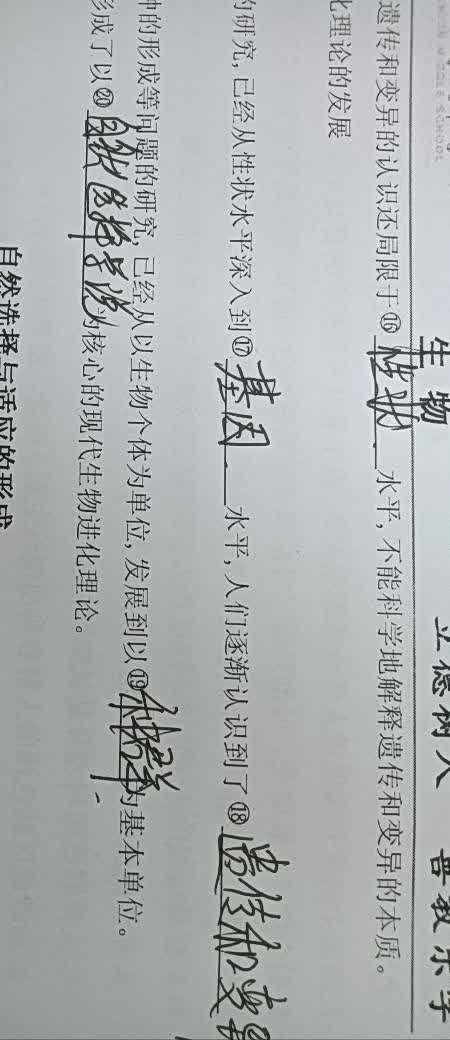 生物 立德树人 善教乐学
遗传和变异的认识还局限于⑯性状水平，不能科学地解释遗传和变异的本质。
化理论的发展
的研究，已经从性状水平深入到⑰基因水平，人们逐渐认识到了⑱遗传和变异
种的形成等问题的研究，已经从以生物个体为单位，发展到以⑲种群为基本单位。
形成了以⑳自然选择学说为核心的现代生物进化理论。
自然选择与适应的形成